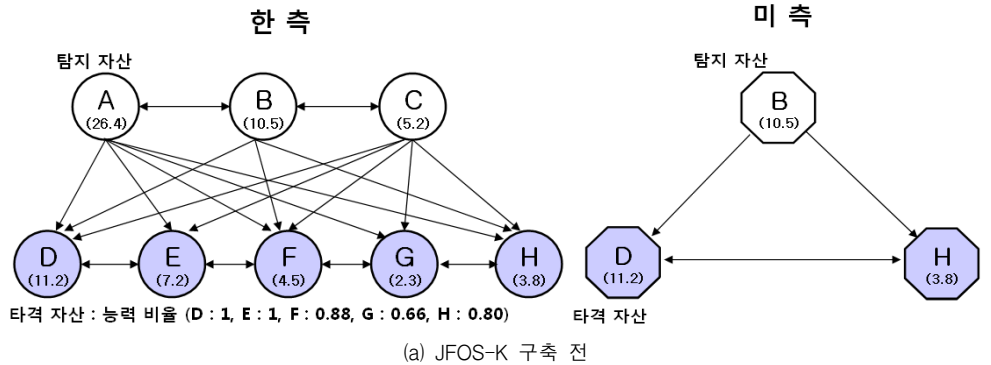 한 측
미 측
탐지 자산
탐지 자산
A
(26.4)
B
(10.5)
C
(5.2)
B
(10.5)
D
(11.2)
E
(7.2)
F
(4.5)
G
(2.3)
H
(3.8)
D
(11.2)
H
(3.8)
타격 자산 : 능력 비율 (D : 1, E : 1, F : 0.88, G : 0.66, H : 0.80)
타격 자산
(a) JFOS-K 구축 전